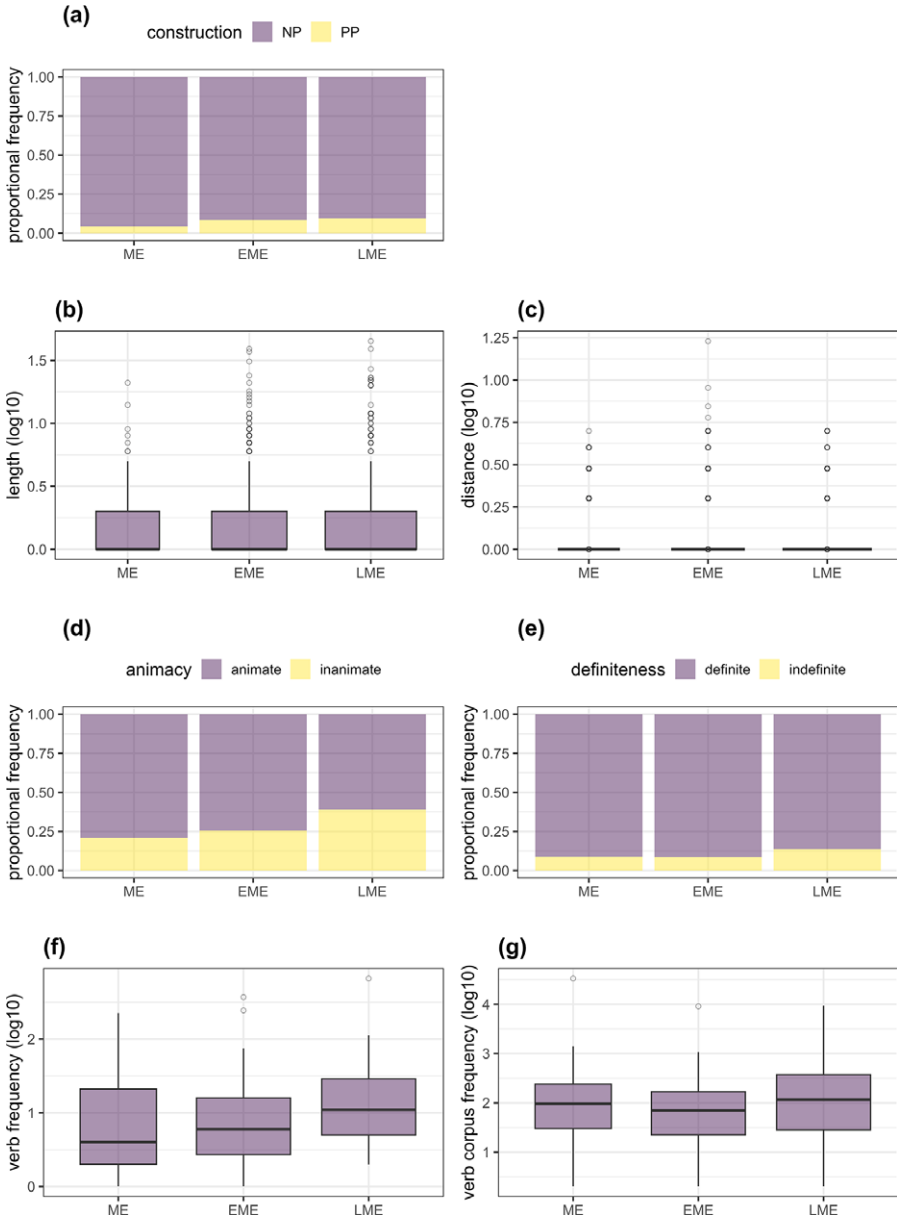 (a)
construction NP PP
proportional frequency
1.00
0.75
0.50
0.25
0.00
ME EME LME
(b)
length (log10)
1.5
1.0
0.5
0.0
ME EME LME
(c)
distance (log10)
1.25
1.00
0.75
0.50
0.25
0.00
ME EME LME
(d)
animacy animate inanimate
proportional frequency
1.00
0.75
0.50
0.25
0.00
ME EME LME
(e)
definiteness definite indefinite
proportional frequency
1.00
0.75
0.50
0.25
0.00
ME EME LME
(f)
verb frequency (log10)
2
1
0
ME EME LME
(g)
verb corpus frequency (log10)
4
3
2
1
ME EME LME